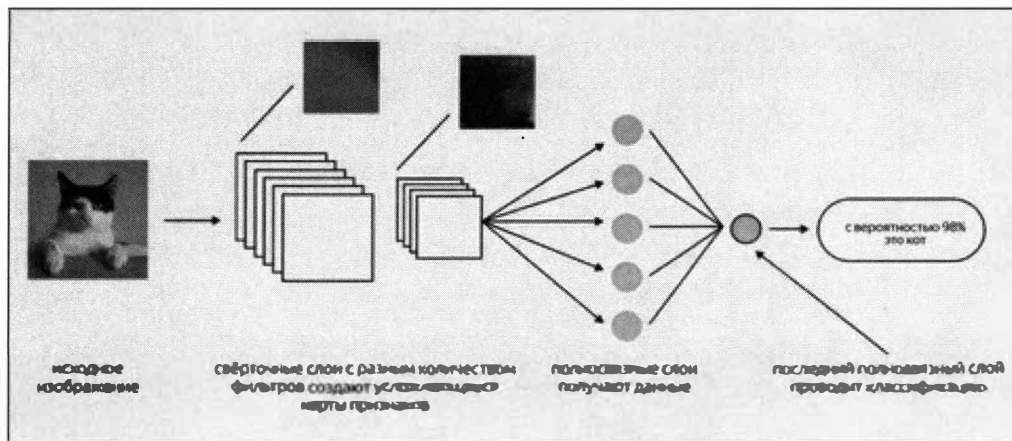 с вероятностью 98%
это кот
исходное
изображение
свёрточные слои с разным количеством
фильтров создают усложняющиеся
карты признаков
полносвязные слои
получают данные
последний полносвязный слой
проводит классификацию